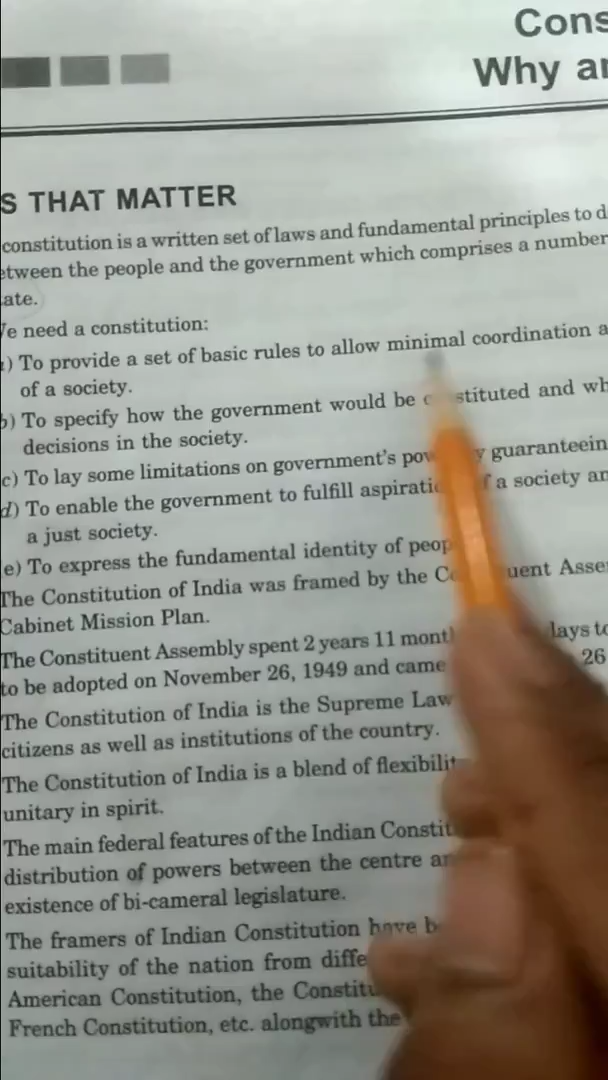 Cons
Why ar
S THAT MATTER
constitution is a written set of laws and fundamental principles to d
etween the people and the government which comprises a number
ate.
e need a constitution:
) To provide a set of basic rules to allow minimal coordination a
of a society.
b) To specify how the government would be c stituted and wh
decisions in the society.
c) To lay some limitations on government's pow y guaranteein
d) To enable the government to fulfill aspirati f a society an
a just society.
e) To express the fundamental identity of peop
The Constitution of India was framed by the C uent Asse
Cabinet Mission Plan.
The Constituent Assembly spent 2 years 11 mont lays to
to be adopted on November 26, 1949 and came 26
The Constitution of India is the Supreme Law
citizens as well as institutions of the country.
The Constitution of India is a blend of flexibilit
unitary in spirit.
The main federal features of the Indian Constit
distribution of powers between the centre a
existence of bi-cameral legislature.
The framers of Indian Constitution have b
suitability of the nation from diffe
American Constitution, the Constitu
French Constitution, etc. alongwith the